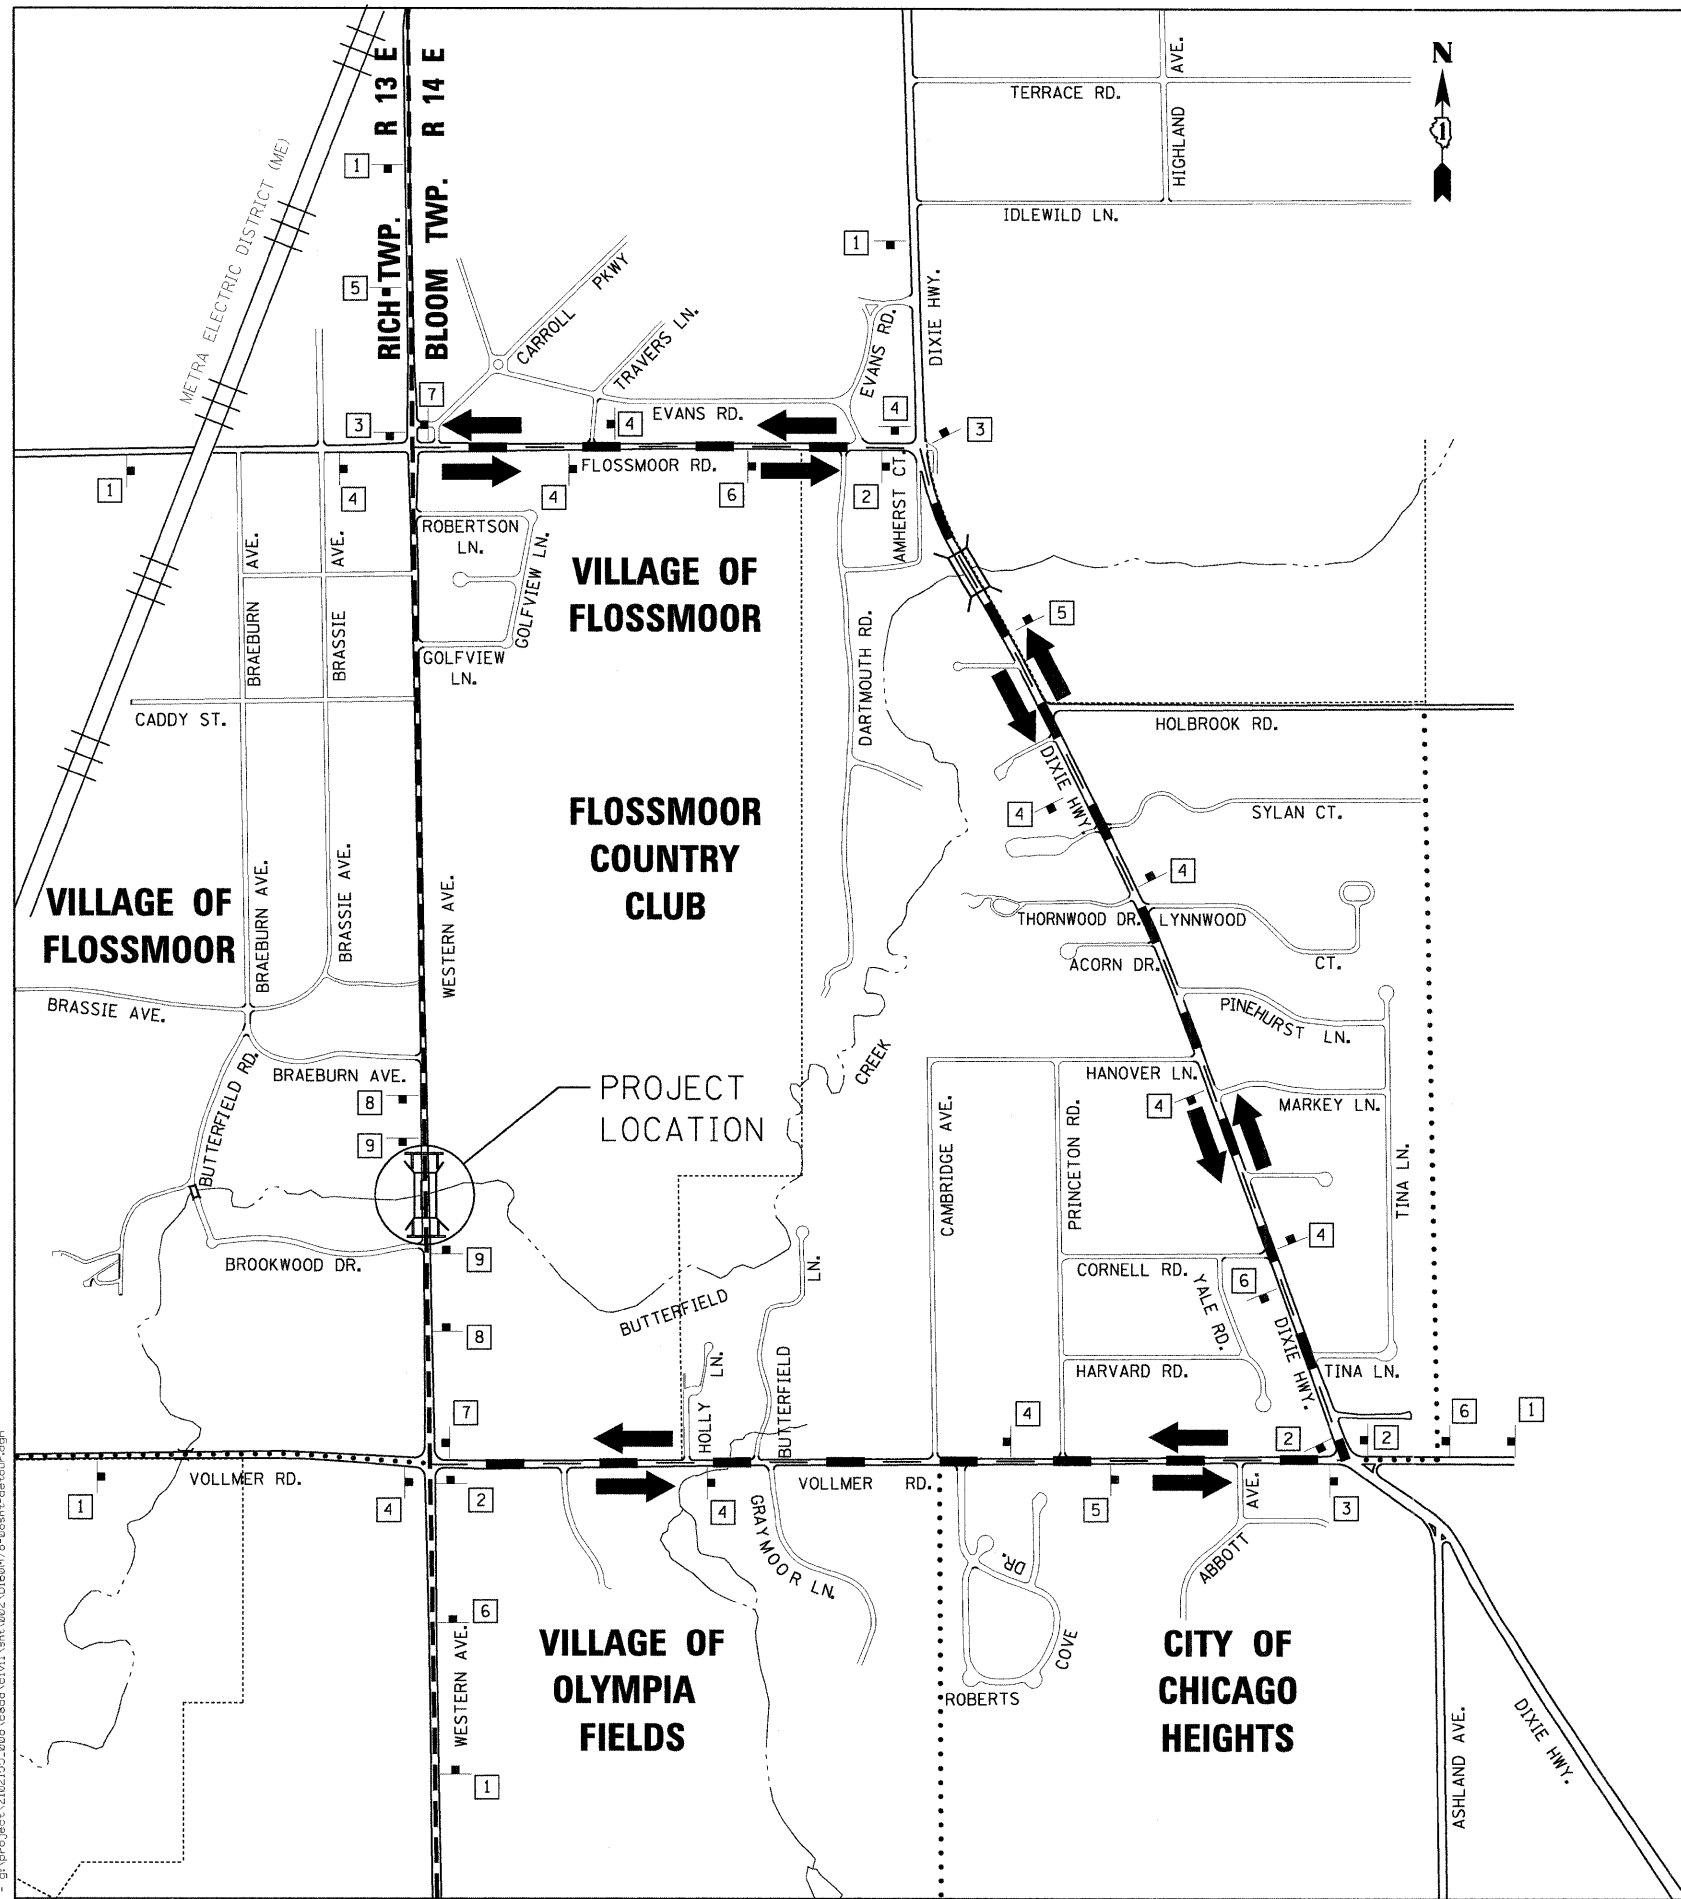 R 13 E
R 14 E
N
1
AVE.
TERRACE RD.
HIGHLAND
METRA ELECTRIC DISTRICT (ME)
1
RICH TWP.
BLOOM TWP.
IDLEWILD LN.
1
5
CARROLL PKWY
TRAVERS LN.
EVANS RD.
DIXIE HWY.
7
3
4
EVANS RD.
4
3
1
4
4
FLOSSMOOR RD.
6
2
AMHERST CT.
ROBERTSON
LN.
GOLFVIEW LN.
VILLAGE OF
FLOSSMOOR
BRAEBURN AVE.
BRASSIE AVE.
GOLFVIEW
LN.
5
DARTMOUTH RD.
CADDY ST.
HOLBROOK RD.
DIXIE HWY.
4
SYLAN CT.
FLOSSMOOR
COUNTRY
CLUB
4
VILLAGE OF
FLOSSMOOR
BRAEBURN AVE.
BRASSIE AVE.
WESTERN AVE.
THORNWOOD DR.
LYNNWOOD
CT.
ACORN DR.
BRASSIE AVE.
PINEHURST LN.
CREEK
BUTTERFIELD RD.
BRAEBURN AVE.
PROJECT
LOCATION
8
9
HANOVER LN.
MARKEY LN.
4
CAMBRIDGE AVE.
PRINCETON RD.
TINA LN.
BROOKWOOD DR.
9
8
BUTTERFIELD
LN.
CORNELL RD.
4
6
YALE RD.
DIXIE HWY.
HOLLY LN.
BUTTERFIELD
HARVARD RD.
TINA LN.
7
4
2
2
6
1
VOLLMER RD.
1
4
2
4
VOLLMER RD.
5
AVE.
3
GRAYMOOR LN.
DR.
ABBOTT
6
WESTERN AVE.
VILLAGE OF
OLYMPIA
FIELDS
COVE
ROBERTS
CITY OF
CHICAGO
HEIGHTS
1
ASHLAND AVE.
DIXIE HWY.